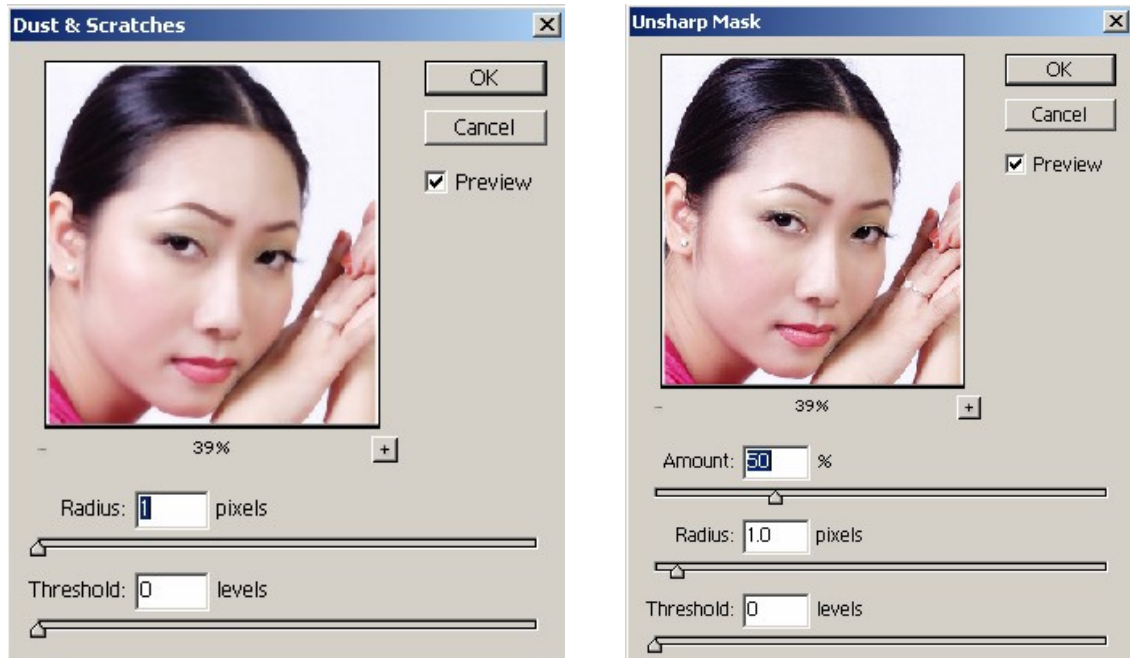 Dust & Scratches
OK
Cancel
Preview
39%
+
Radius: 1 pixels
Threshold: 0 levels
Unsharp Mask
OK
Cancel
Preview
39%
+
Amount: 50 %
Radius: 1.0 pixels
Threshold: 0 levels